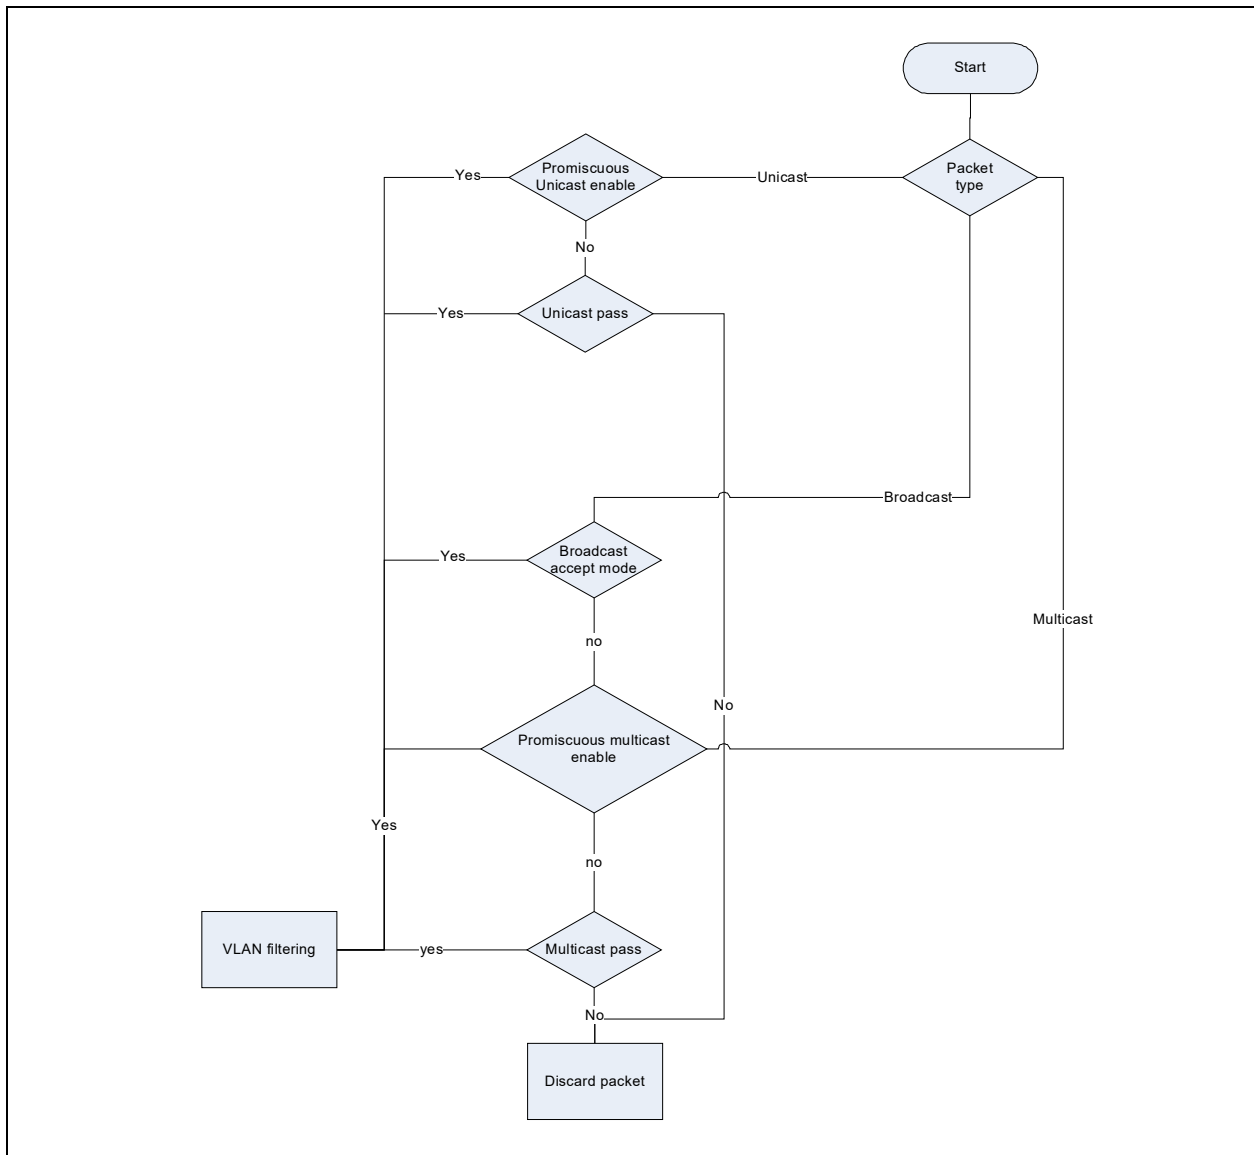 Start
Packet
type
Unicast
Promiscuous
Unicast enable
Yes
No
Unicast pass
Yes
Broadcast
Broadcast
accept mode
Yes
no
Multicast
No
Promiscuous multicast
enable
Yes
no
Multicast pass
yes
VLAN filtering
No
Discard packet